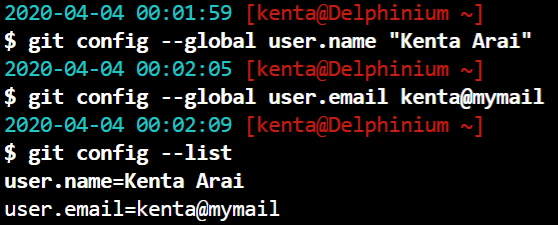 2020-04-04 00:01:59 [kenta@Delphinium ~]
$ git config --global user.name "Kenta Arai"
2020-04-04 00:02:05 [kenta@Delphinium ~]
$ git config --global user.email kenta@mymail
2020-04-04 00:02:09 [kenta@Delphinium ~]
$ git config --list
user.name=Kenta Arai
user.email=kenta@mymail